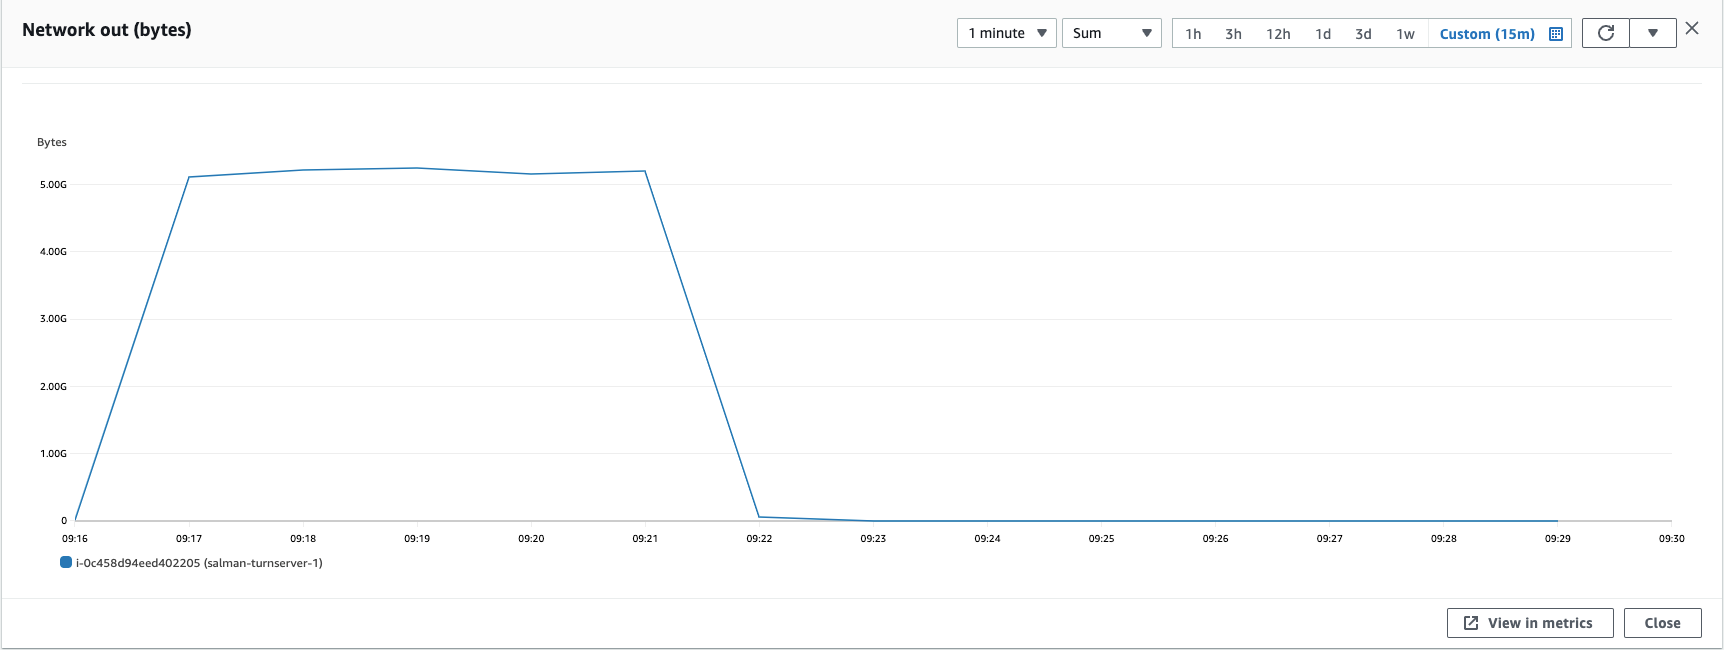 Network out (bytes)
1 minute Sum 1h 3h 12h 1d 3d 1w Custom (15m)
Bytes
5.00G
4.00G
3.00G
2.00G
1.00G
0
09:16 09:17 09:18 09:19 09:20 09:21 09:22 09:23 09:24 09:25 09:26 09:27 09:28 09:29 09:30
i-0c458d94eed402205 (salman-turnserver-1)
View in metrics Close